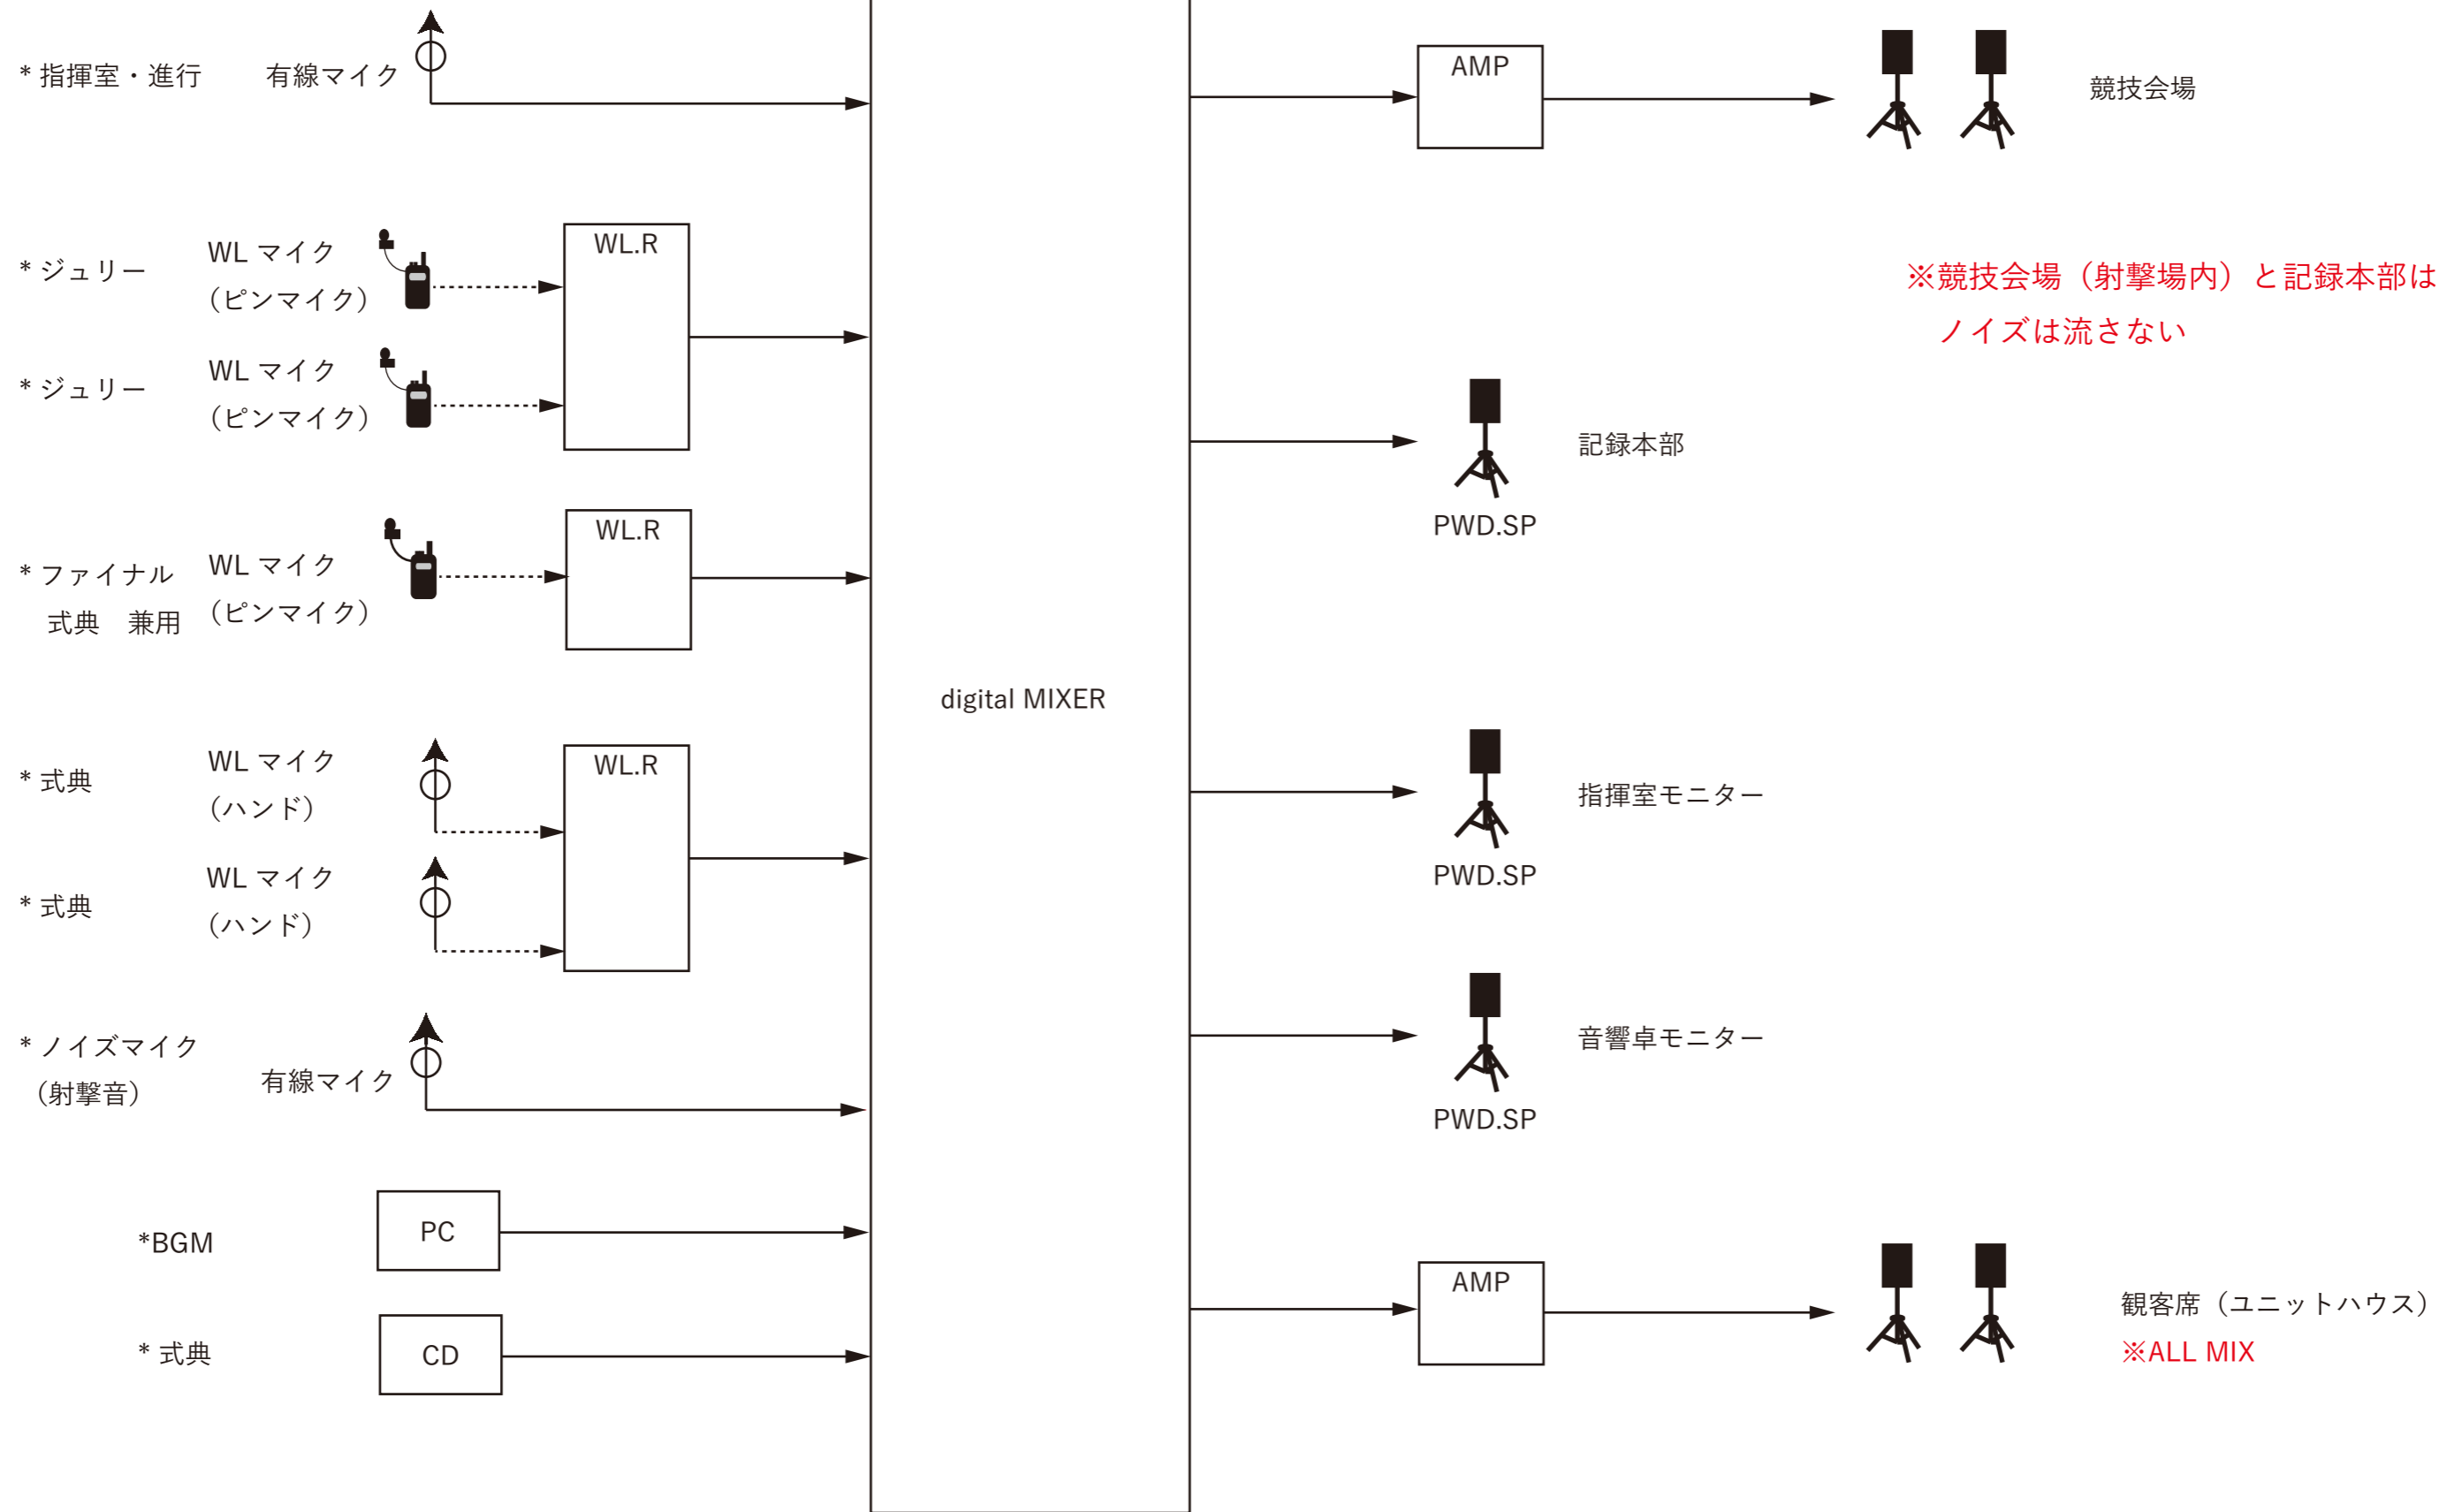 * 指揮室・進行 有線マイク
* ジュリー WL マイク
（ピンマイク）
WL.R
* ジュリー WL マイク
（ピンマイク）
* ファイナル WL マイク
式典　兼用 （ピンマイク）
WL.R
* 式典 WL マイク
（ハンド）
WL.R
* 式典 WL マイク
（ハンド）
* ノイズマイク
（射撃音） 有線マイク
*BGM PC
* 式典 CD
digital MIXER
AMP
競技会場
※競技会場（射撃場内）と記録本部は
ノイズは流さない
記録本部
PWD.SP
指揮室モニター
PWD.SP
音響卓モニター
PWD.SP
AMP
観客席（ユニットハウス）
※ALL MIX